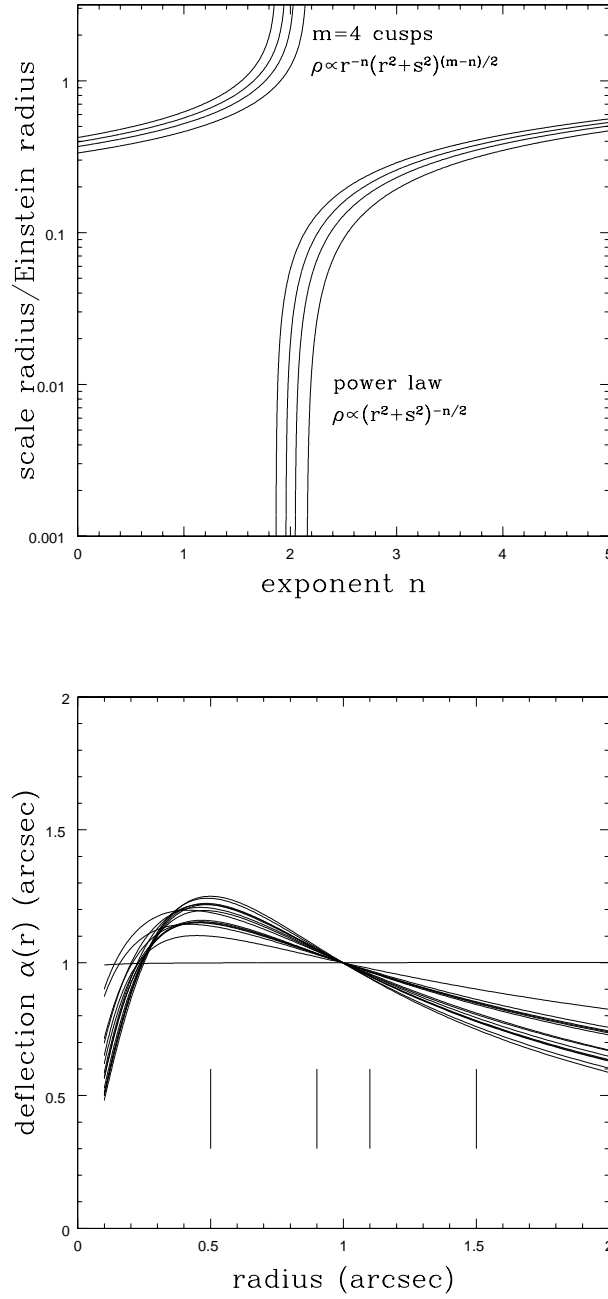 m=4 cusps
ρ∝r⁻ⁿ(r²+s²)⁽ᵐ⁻ⁿ⁾/²
1
0.1
0.01
0.001
scale radius/Einstein radius
power law
ρ∝(r²+s²)⁻ⁿ/²
0 1 2 3 4 5
exponent n
2
1.5
1
0.5
0
deflection α(r) (arcsec)
0 0.5 1 1.5 2
radius (arcsec)